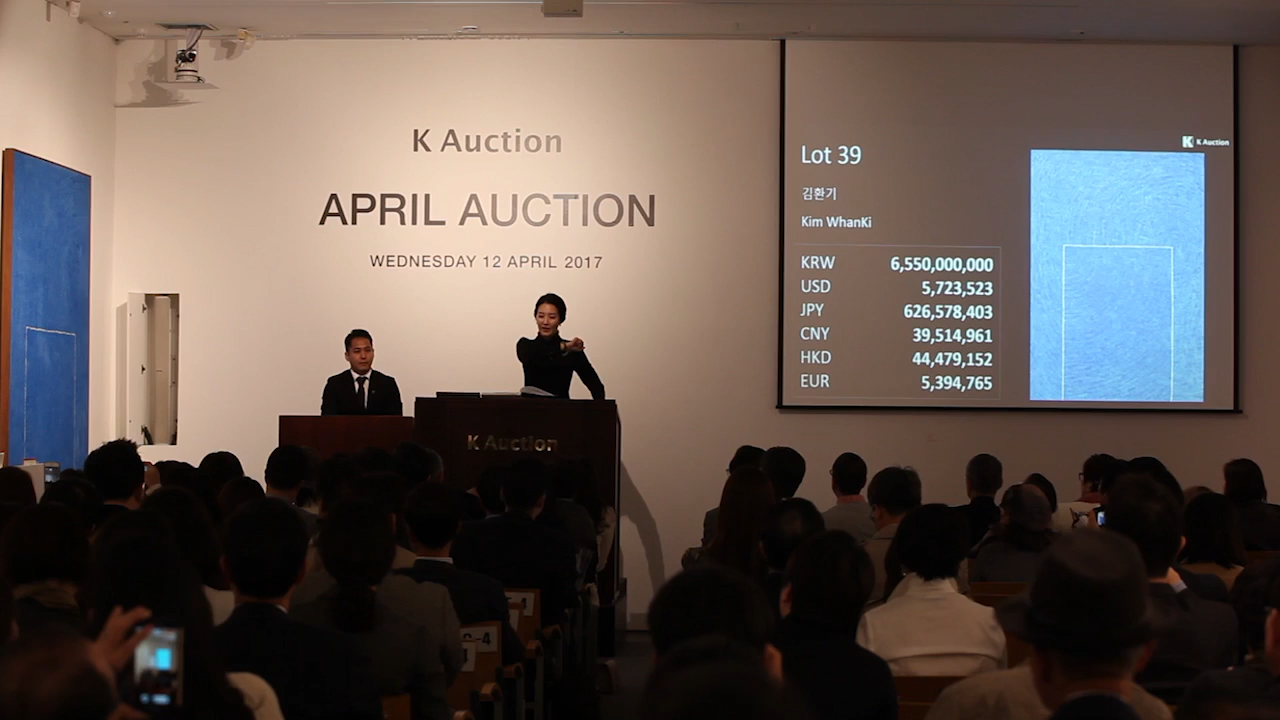 K Auction
APRIL AUCTION
WEDNESDAY 12 APRIL 2017
K Auction
K Auction
Lot 39
김환기
Kim WhanKi
KRW 6,550,000,000
USD 5,723,523
JPY 626,578,403
CNY 39,514,961
HKD 44,479,152
EUR 5,394,765